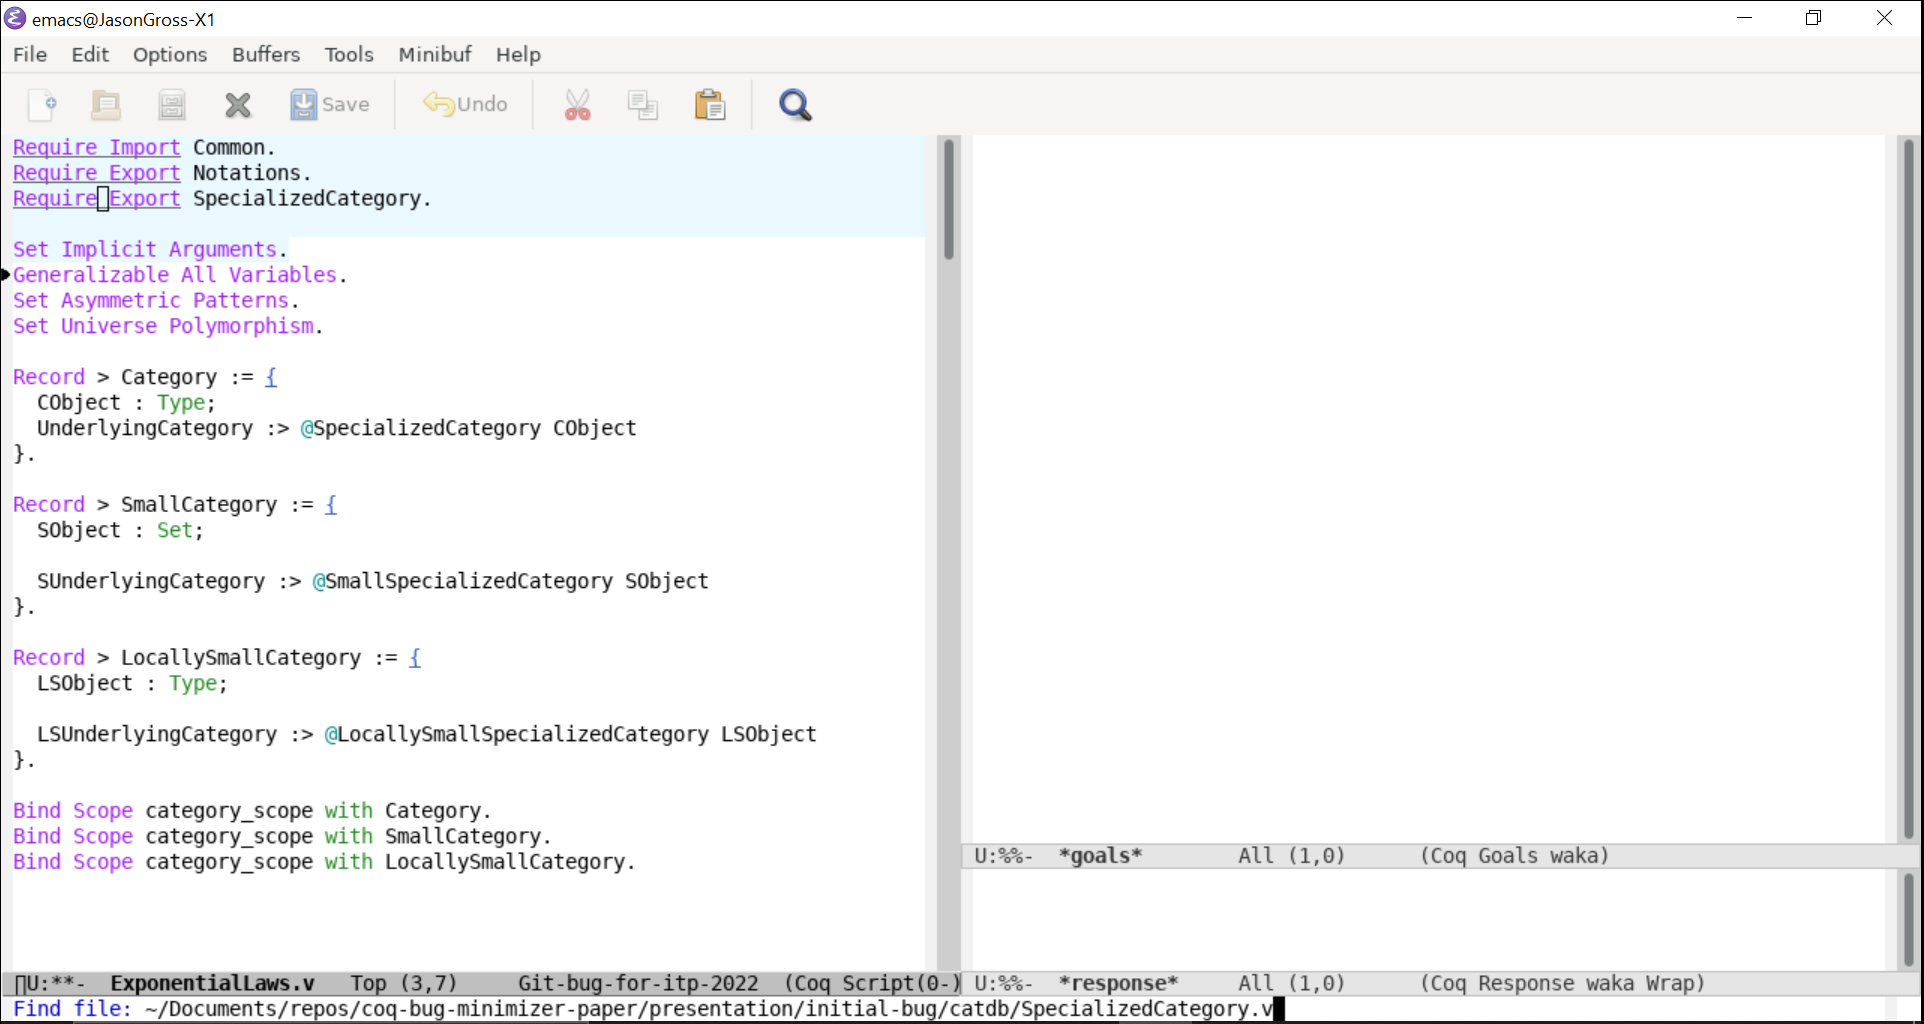 emacs@JasonGross-X1
File Edit Options Buffers Tools Minibuf Help
Save Undo
Require Import Common.
Require Export Notations.
Require Export SpecializedCategory.
Set Implicit Arguments.
Generalizable All Variables.
Set Asymmetric Patterns.
Set Universe Polymorphism.
Record > Category := {
  CObject : Type;
  UnderlyingCategory :> @SpecializedCategory CObject
}.
Record > SmallCategory := {
  SObject : Set;
  SUnderlyingCategory :> @SmallSpecializedCategory SObject
}.
Record > LocallySmallCategory := {
  LSObject : Type;
  LSUnderlyingCategory :> @LocallySmallSpecializedCategory LSObject
}.
Bind Scope category_scope with Category.
Bind Scope category_scope with SmallCategory.
Bind Scope category_scope with LocallySmallCategory.
U:%%-  *goals*        All (1,0)      (Coq Goals waka)
U:**-  ExponentialLaws.v   Top (3,7)     Git-bug-for-itp-2022  (Coq Script(0-)
U:%%-  *response*     All (1,0)      (Coq Response waka Wrap)
Find file: ~/Documents/repos/coq-bug-minimizer-paper/presentation/initial-bug/catdb/SpecializedCategory.v